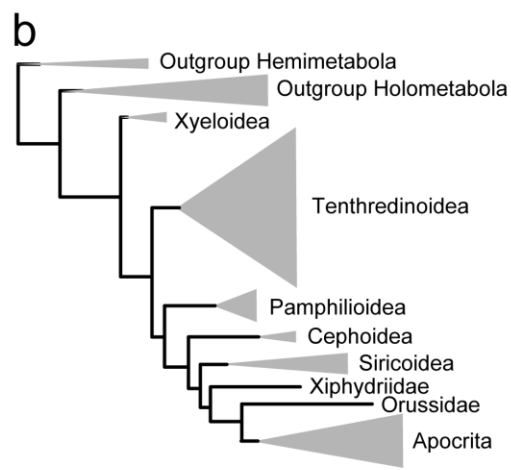 b
Outgroup Hemimetabola
Outgroup Holometabola
Xyeloidea
Tenthredinoidea
Pamphilioidea
Cephoidea
Siricoidea
Xiphydriidae
Orussidae
Apocrita